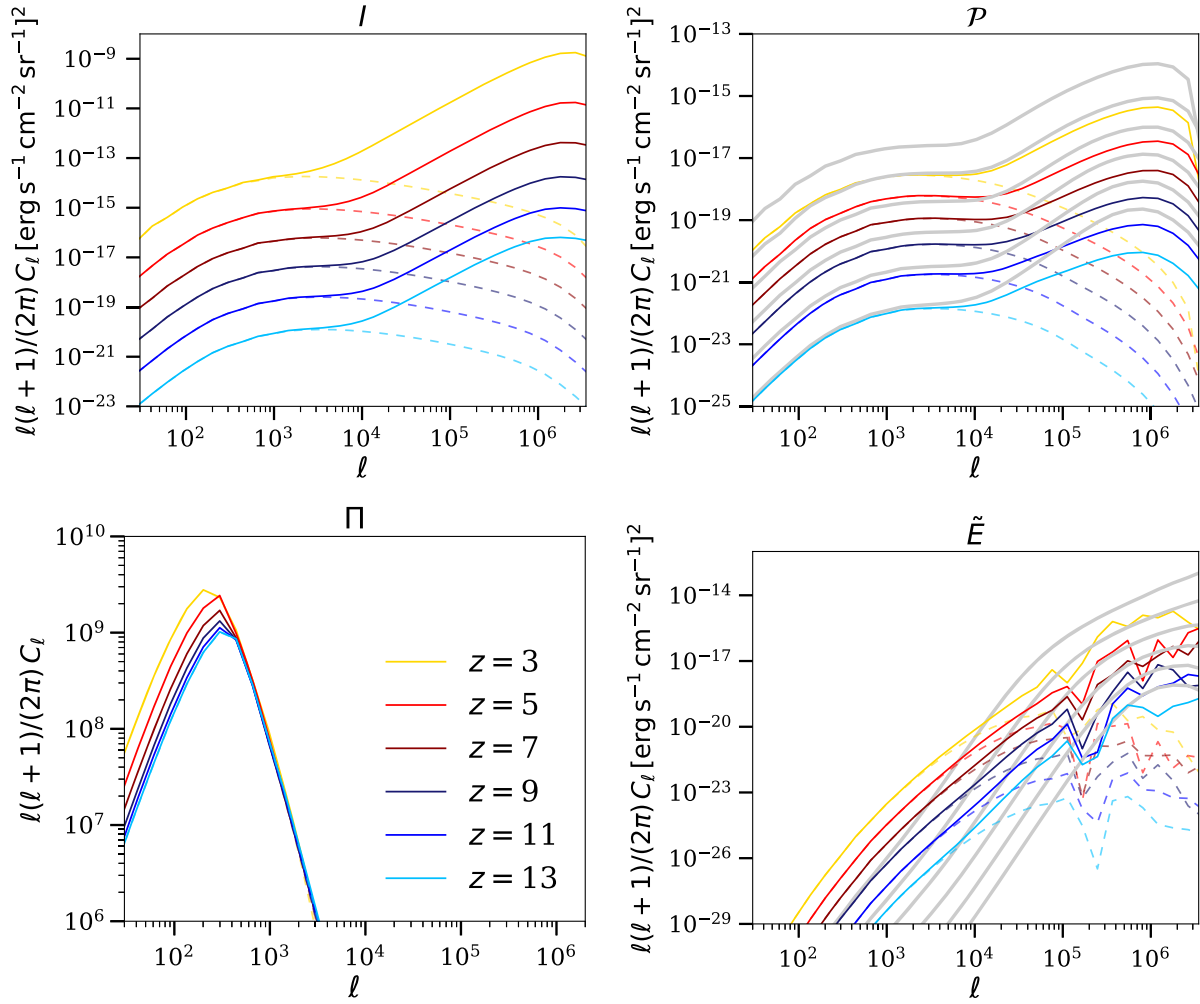 I
ℓ(ℓ + 1)/(2π) C_ℓ [erg s⁻¹ cm⁻² sr⁻¹]²
10⁻⁹
10⁻¹¹
10⁻¹³
10⁻¹⁵
10⁻¹⁷
10⁻¹⁹
10⁻²¹
10⁻²³
10² 10³ 10⁴ 10⁵ 10⁶
ℓ
𝒫
ℓ(ℓ + 1)/(2π) C_ℓ [erg s⁻¹ cm⁻² sr⁻¹]²
10⁻¹³
10⁻¹⁵
10⁻¹⁷
10⁻¹⁹
10⁻²¹
10⁻²³
10⁻²⁵
10² 10³ 10⁴ 10⁵ 10⁶
ℓ
Π
ℓ(ℓ + 1)/(2π) C_ℓ
10¹⁰
10⁹
10⁸
10⁷
10⁶
z = 3
z = 5
z = 7
z = 9
z = 11
z = 13
10² 10³ 10⁴ 10⁵ 10⁶
ℓ
Ẽ
ℓ(ℓ + 1)/(2π) C_ℓ [erg s⁻¹ cm⁻² sr⁻¹]²
10⁻¹⁴
10⁻¹⁷
10⁻²⁰
10⁻²³
10⁻²⁶
10⁻²⁹
10² 10³ 10⁴ 10⁵ 10⁶
ℓ